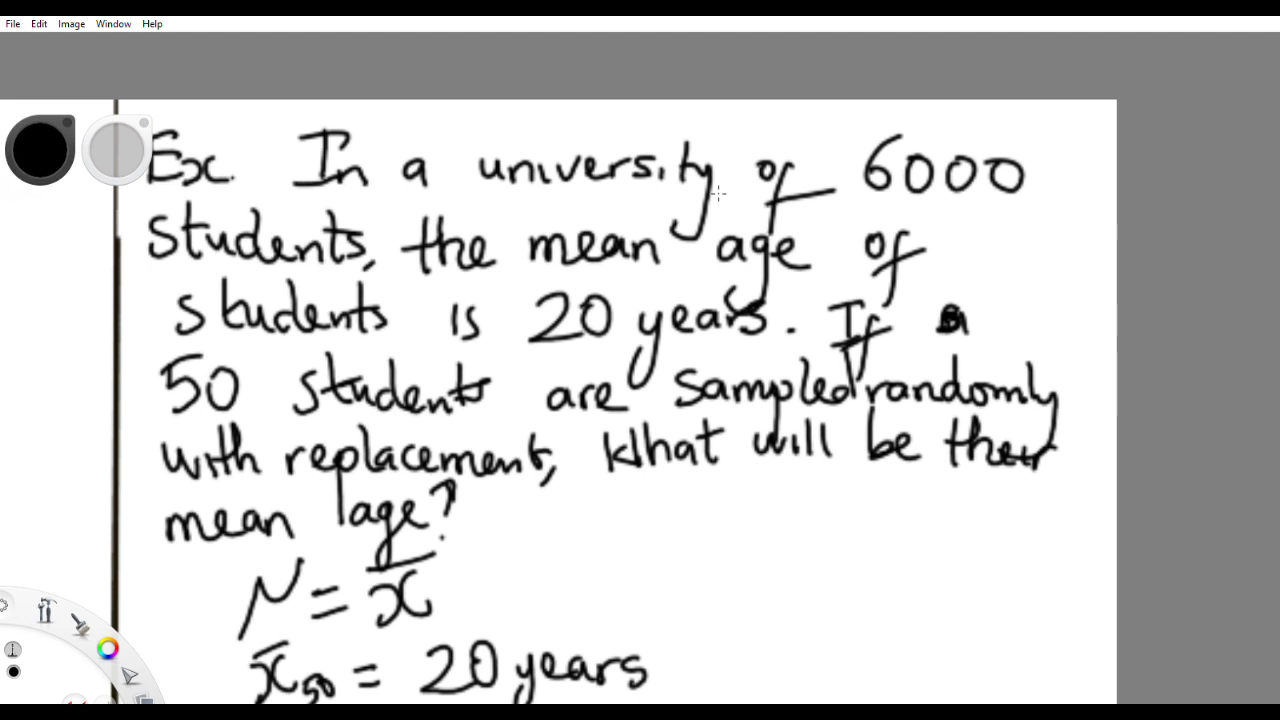 File Edit Image Window Help
Ex. In a university of 6000
students, the mean age of
students is 20 years. If a
50 students are sampled randomly
with replacement, What will be their
mean age?
μ = x̄
x̄50 = 20 years